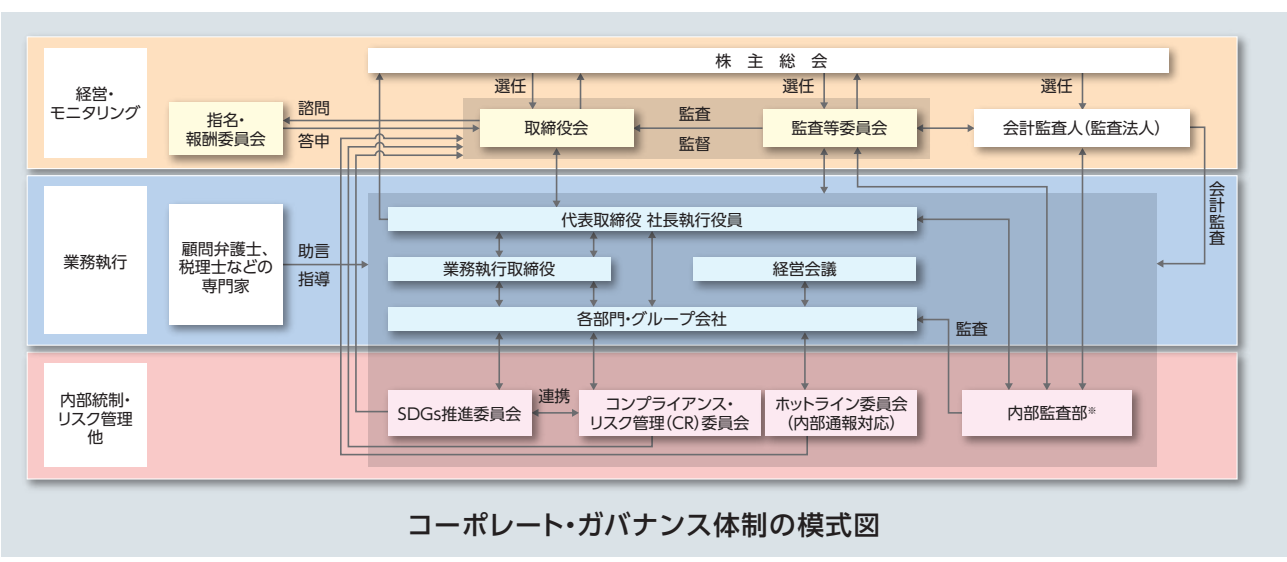 株主総会
経営・
モニタリング
選任
選任
選任
指名・
報酬委員会
諮問
答申
取締役会
監査
監督
監査等委員会
会計監査人(監査法人)
会計監査
業務執行
顧問弁護士、
税理士などの
専門家
助言
指導
代表取締役 社長執行役員
業務執行取締役
経営会議
各部門・グループ会社
監査
内部統制・
リスク管理
他
SDGs推進委員会
連携
コンプライアンス・
リスク管理(CR)委員会
ホットライン委員会
(内部通報対応)
内部監査部※
コーポレート・ガバナンス体制の模式図